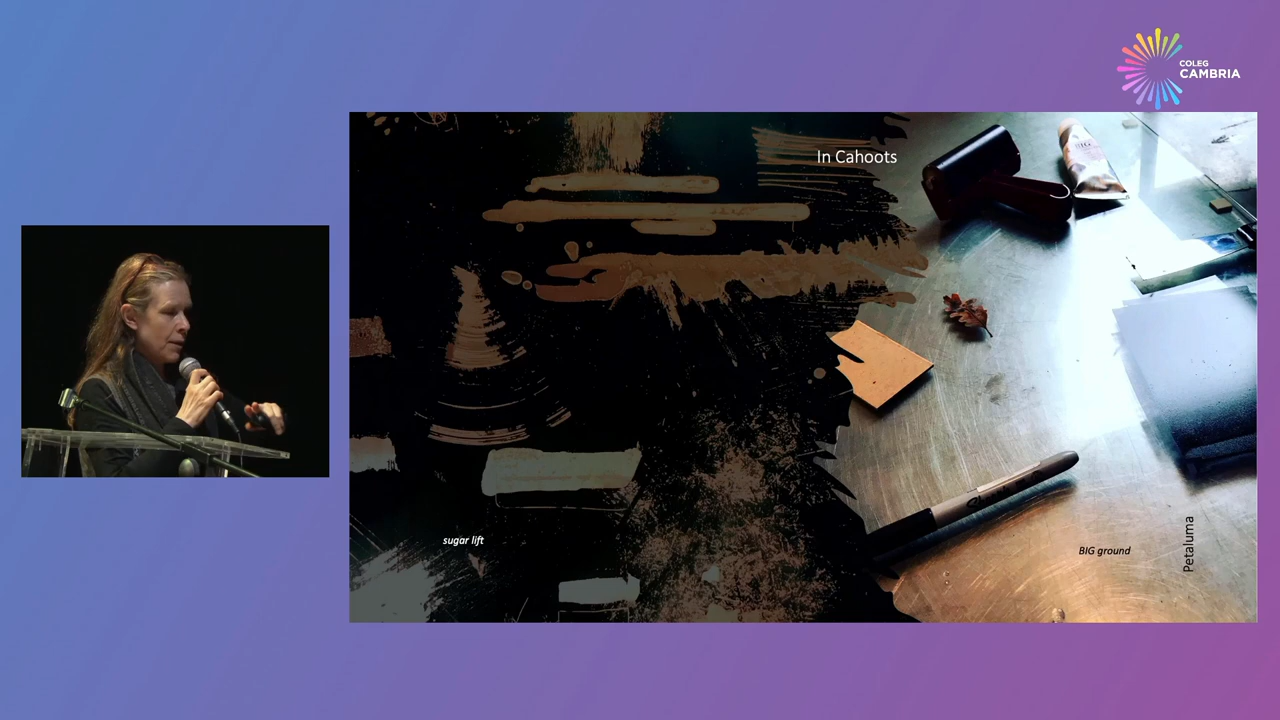 COLEG
CAMBRIA
In Cahoots
sugar lift
BIG ground
Petaluma